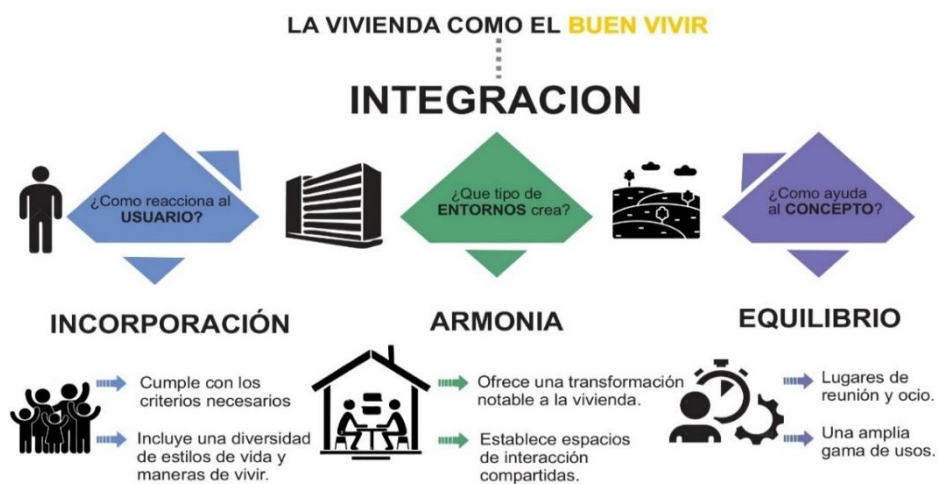 LA VIVIENDA COMO EL BUEN VIVIR
INTEGRACION
¿Como reacciona al
USUARIO?
¿Que tipo de
ENTORNOS crea?
¿Como ayuda
al CONCEPTO?
INCORPORACIÓN
Cumple con los
criterios necesarios
Incluye una diversidad
de estilos de vida y
maneras de vivir.
ARMONIA
Ofrece una transformación
notable a la vivienda.
Establece espacios
de interacción
compartidas.
EQUILIBRIO
Lugares de
reunión y ocio.
Una amplia
gama de usos.